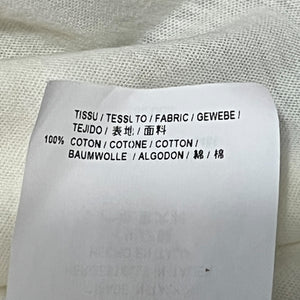 TISSU / TESSUTO / FABRIC / GEWEBE /
TEJIDO / 表地 / 面料
100% COTON / COTONE / COTTON /
BAUMWOLLE / ALGODON / 綿 / 棉